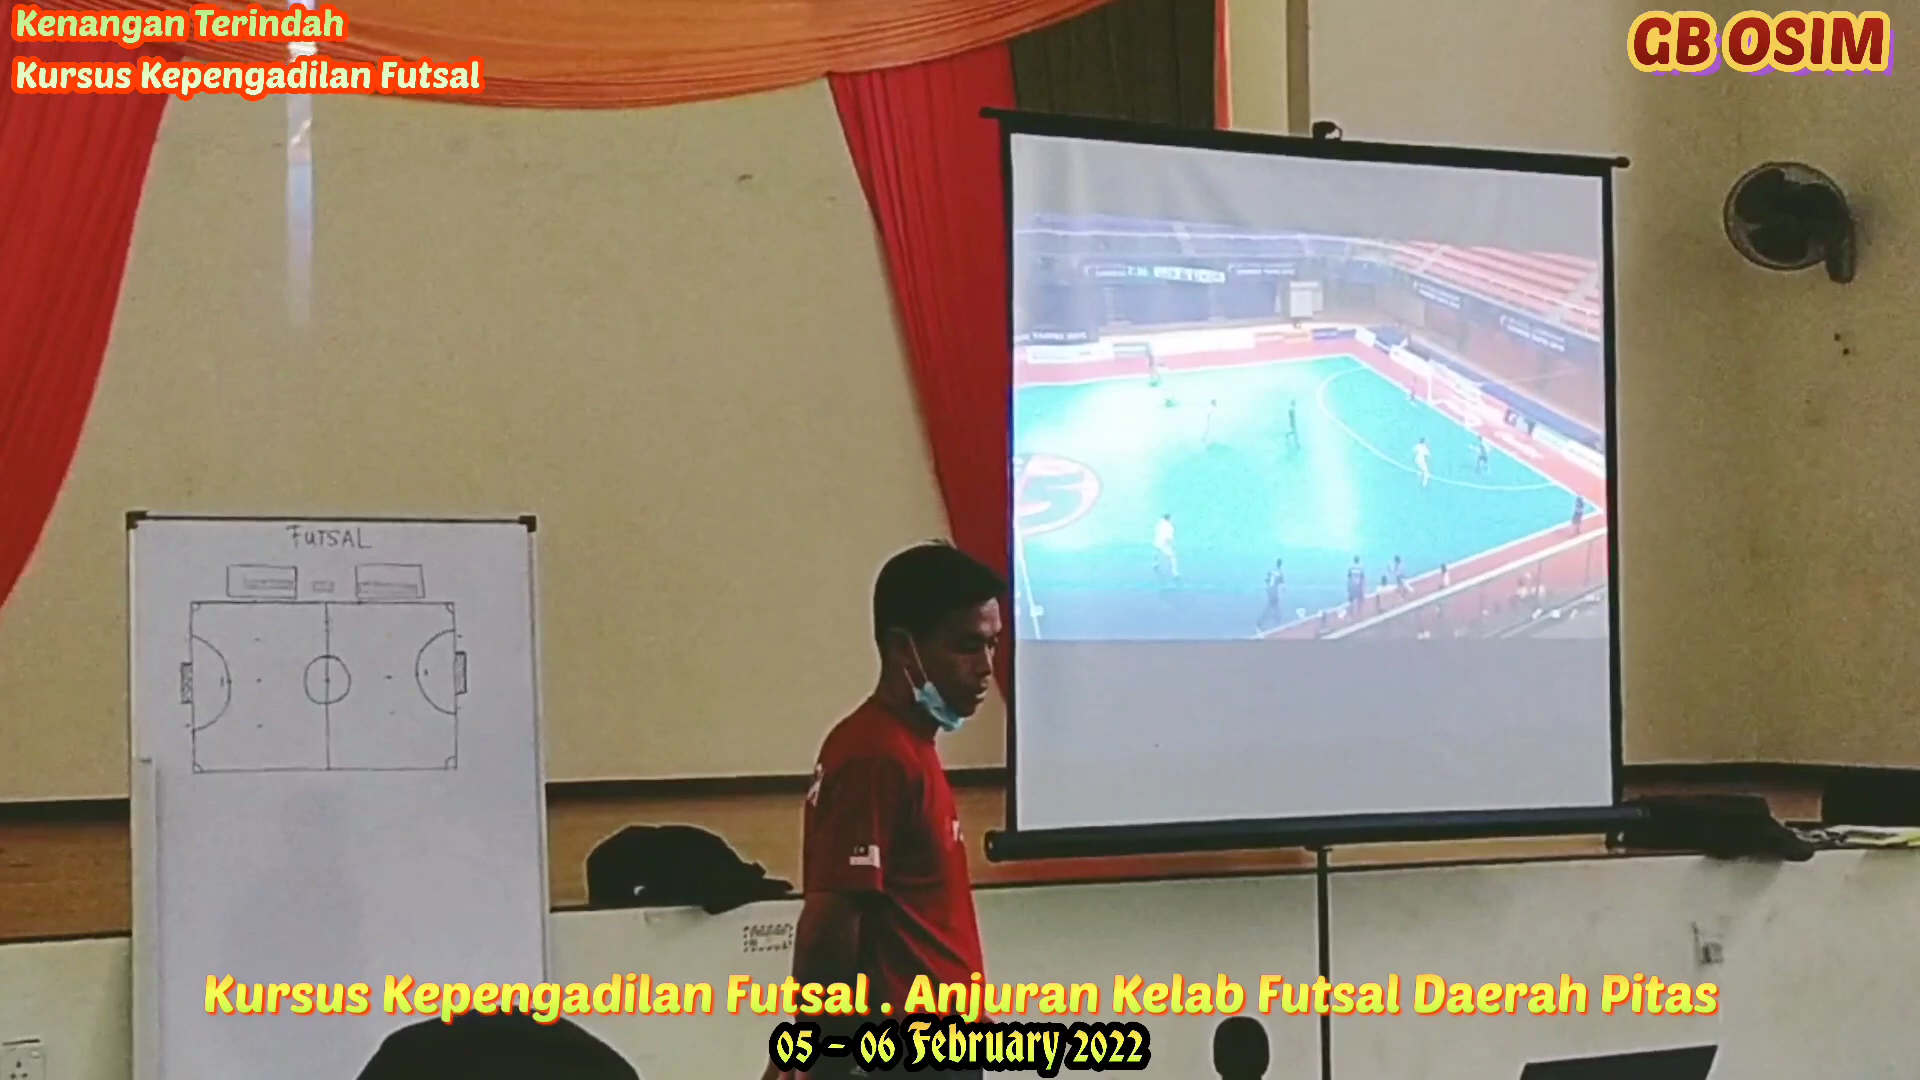 Kenangan Terindah
Kursus Kepengadilan Futsal
GB OSIM
FUTSAL
Kursus Kepengadilan Futsal . Anjuran Kelab Futsal Daerah Pitas
05 - 06 February 2022